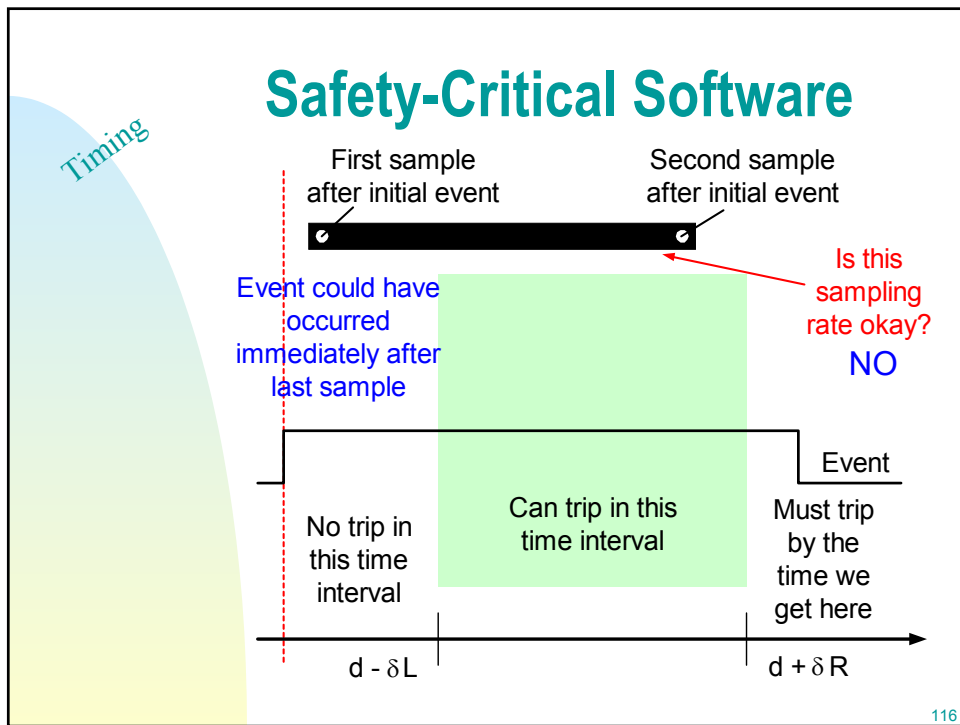 Safety-Critical Software
Timing
First sample
after initial event
Second sample
after initial event
Is this
sampling
rate okay?
NO
Event could have
occurred
immediately after
last sample
Event
No trip in
this time
interval
Can trip in this
time interval
Must trip
by the
time we
get here
d - δL
d + δR
116